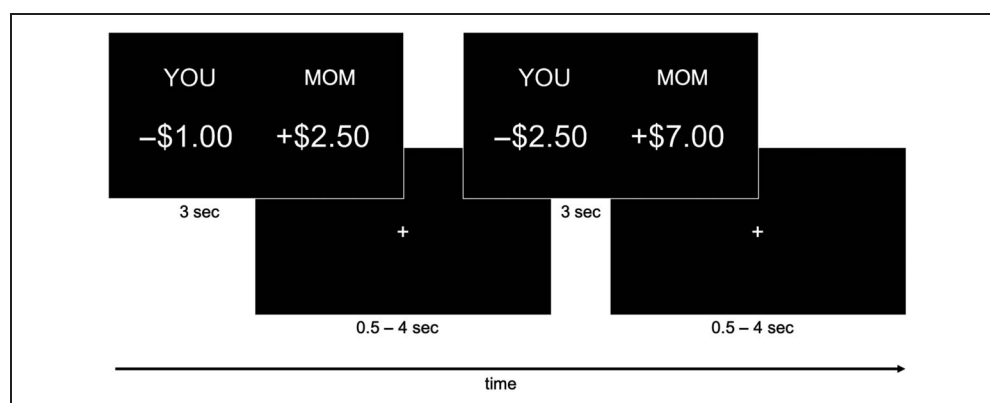 YOU MOM
–$1.00 +$2.50
3 sec
+
0.5 – 4 sec
YOU MOM
–$2.50 +$7.00
3 sec
+
0.5 – 4 sec
time